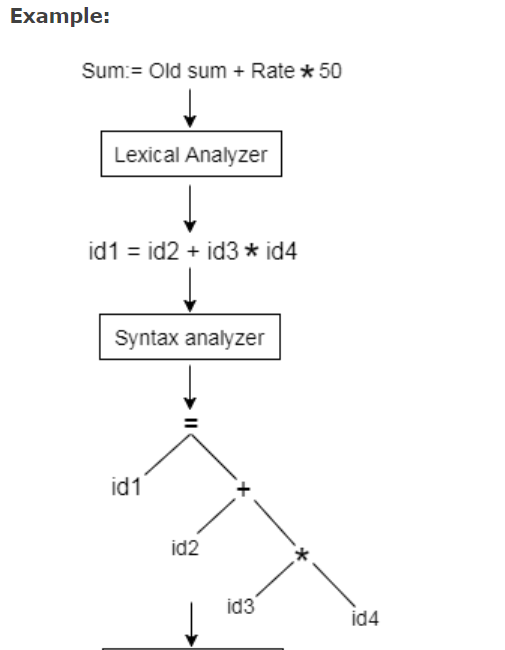 Example:
Sum:= Old sum + Rate * 50
Lexical Analyzer
id1 = id2 + id3 * id4
Syntax analyzer
=
id1
+
id2
*
id3
id4